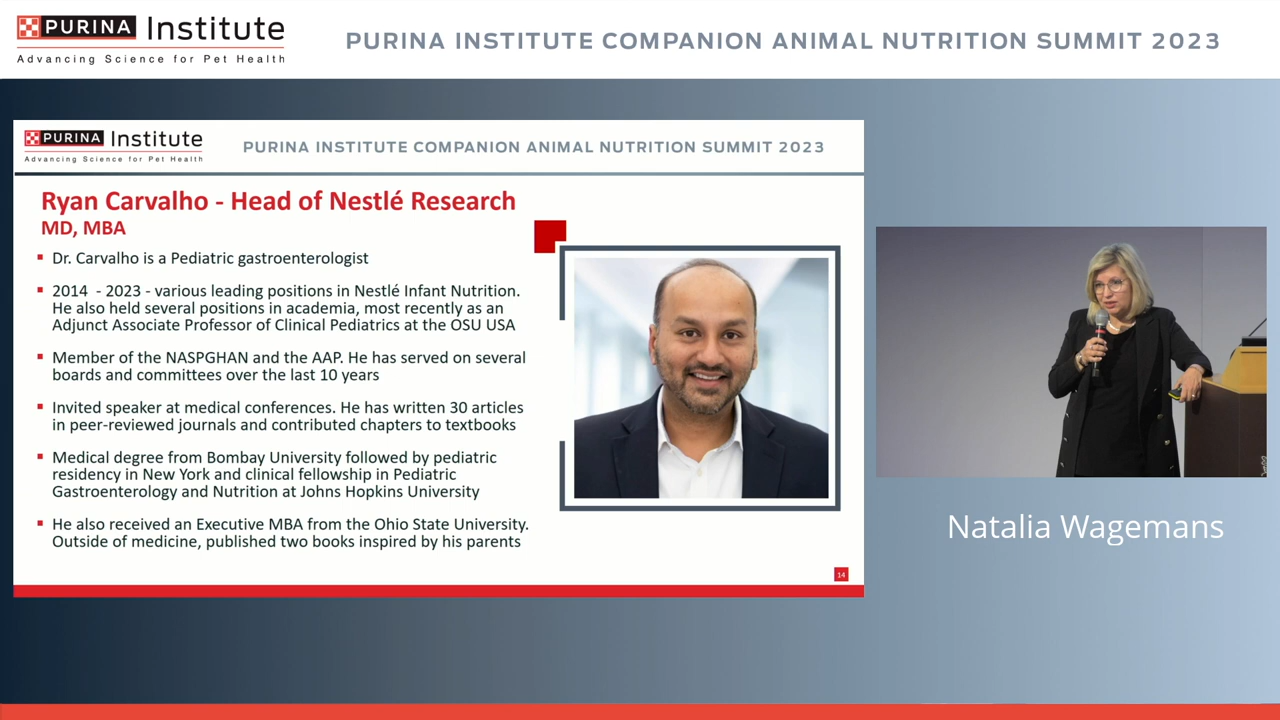 PURINA Institute
Advancing Science for Pet Health
PURINA INSTITUTE COMPANION ANIMAL NUTRITION SUMMIT 2023
PURINA Institute
Advancing Science for Pet Health
PURINA INSTITUTE COMPANION ANIMAL NUTRITION SUMMIT 2023
Ryan Carvalho - Head of Nestlé Research
MD, MBA
Dr. Carvalho is a Pediatric gastroenterologist
2014 - 2023 - various leading positions in Nestlé Infant Nutrition.
He also held several positions in academia, most recently as an
Adjunct Associate Professor of Clinical Pediatrics at the OSU USA
Member of the NASPGHAN and the AAP. He has served on several
boards and committees over the last 10 years
Invited speaker at medical conferences. He has written 30 articles
in peer-reviewed journals and contributed chapters to textbooks
Medical degree from Bombay University followed by pediatric
residency in New York and clinical fellowship in Pediatric
Gastroenterology and Nutrition at Johns Hopkins University
He also received an Executive MBA from the Ohio State University.
Outside of medicine, published two books inspired by his parents
14
Natalia Wagemans